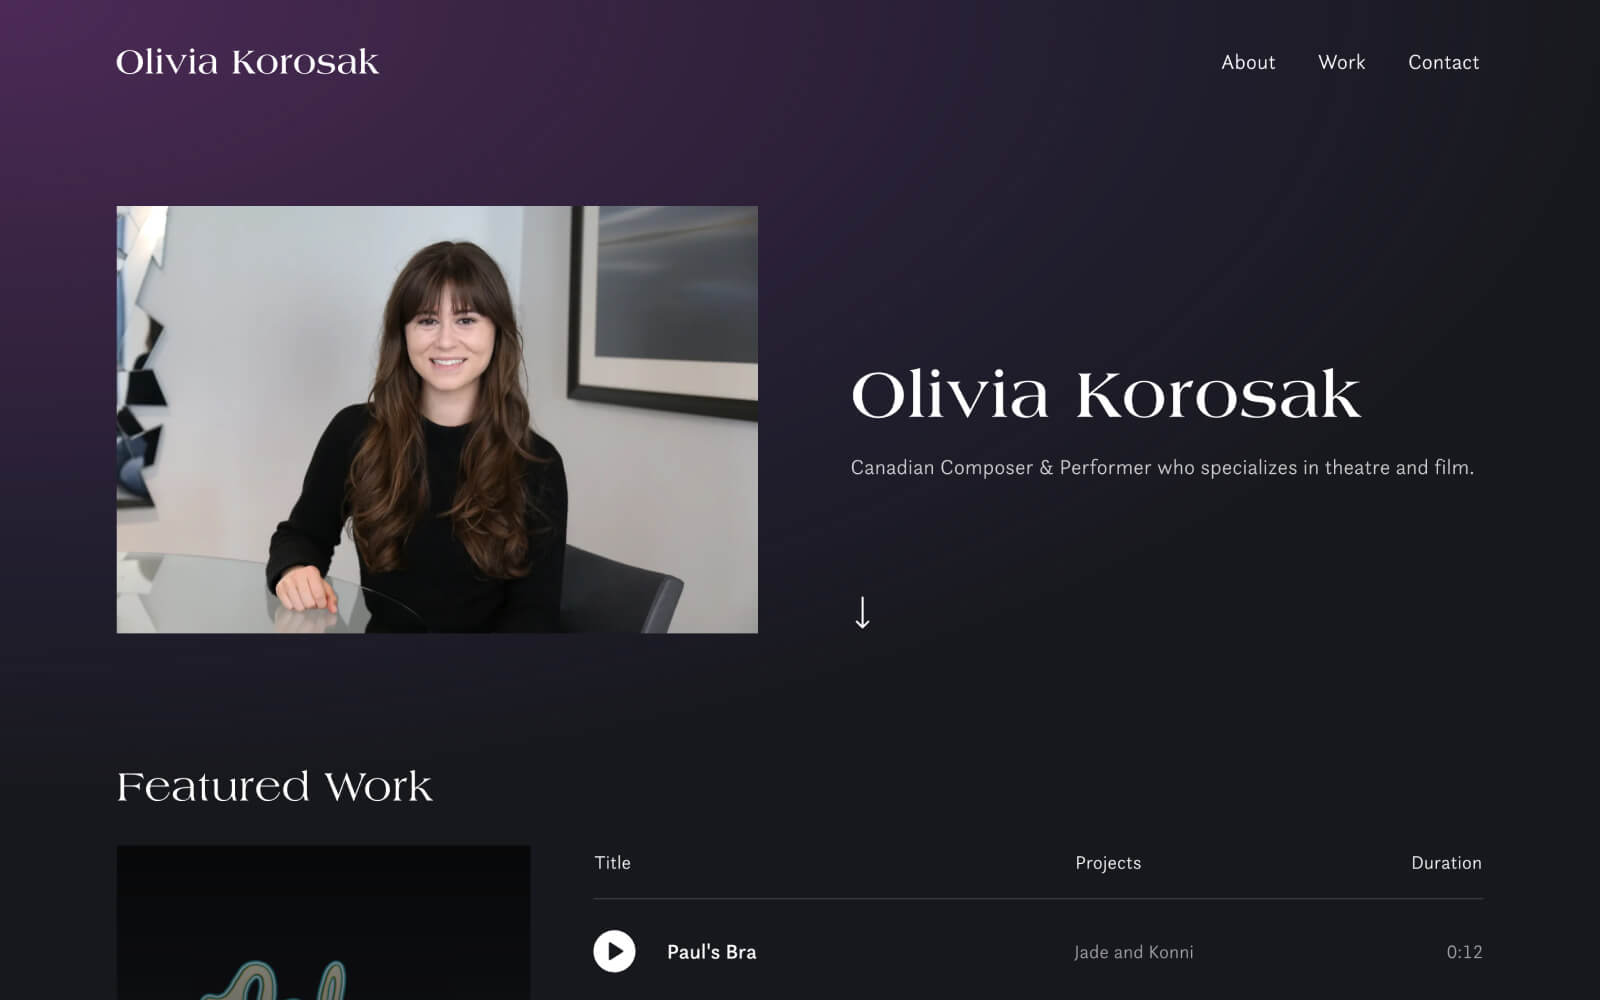 Olivia Korosak
About Work Contact
Olivia Korosak
Canadian Composer & Performer who specializes in theatre and film.
Featured Work
Title Projects Duration
Paul's Bra Jade and Konni 0:12